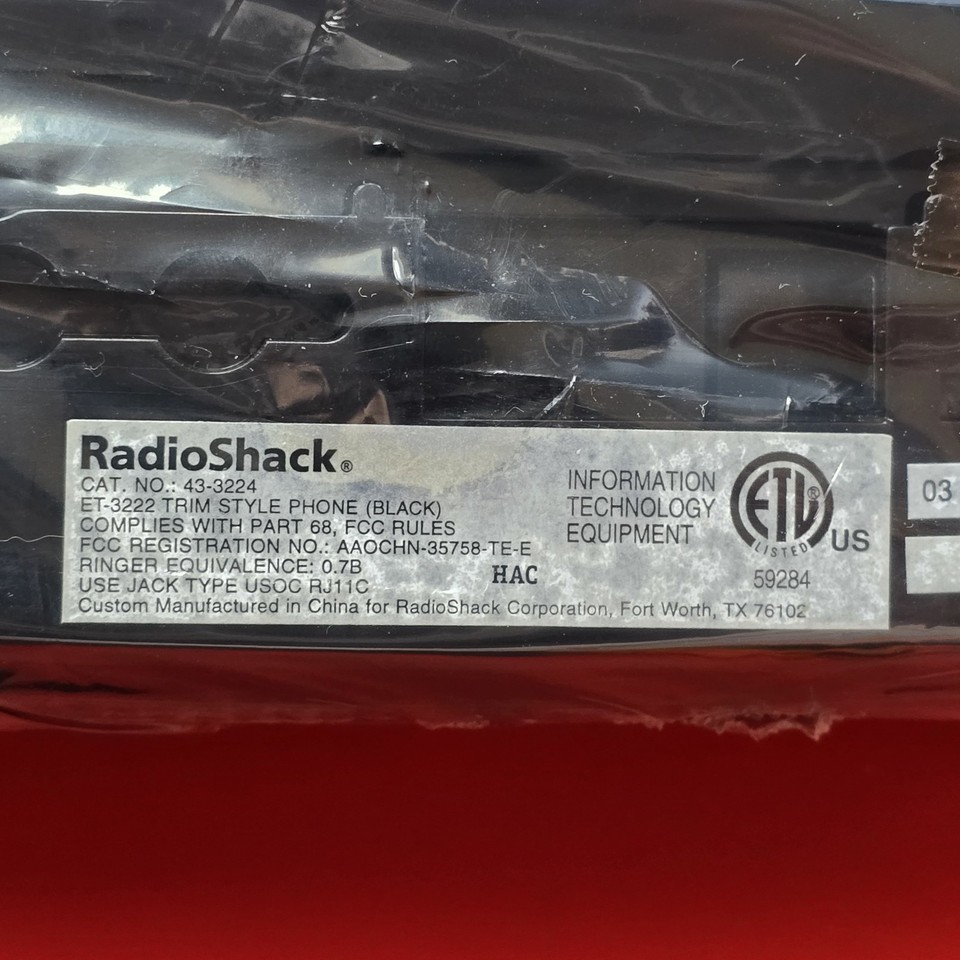 RadioShack®
CAT. NO.: 43-3224
ET-3222 TRIM STYLE PHONE (BLACK)
COMPLIES WITH PART 68, FCC RULES
FCC REGISTRATION NO.: AAOCHN-35758-TE-E
RINGER EQUIVALENCE: 0.7B
USE JACK TYPE USOC RJ11C
HAC
Custom Manufactured in China for RadioShack Corporation, Fort Worth, TX 76102
INFORMATION
TECHNOLOGY
EQUIPMENT
ETL®
LISTED
US
59284
03